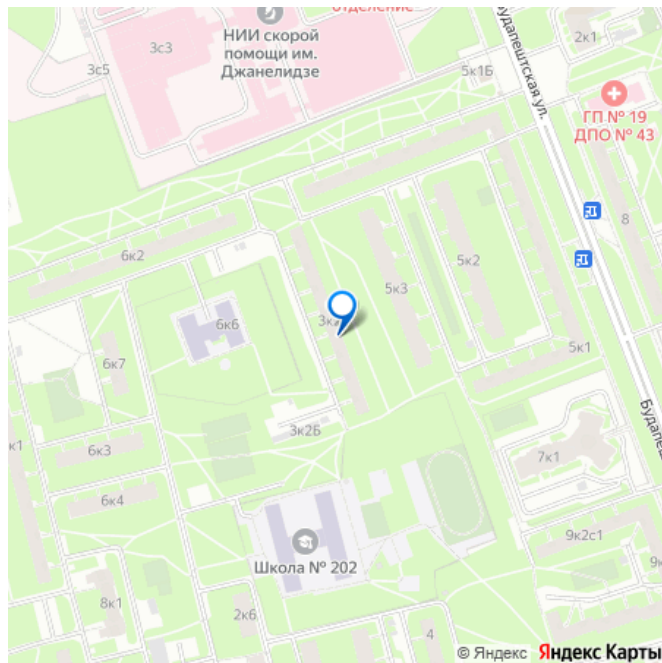 отделение
3с3
НИИ скорой
помощи им.
Джанелидзе
3с5
5к1Б
Будапештская ул.
2к1
ГП № 19
ДПО № 43
8
6к2
5к2
5к3
6к6
6к7
5к1
3к2Б
6к3
7к1
6к4
9к2с1
Школа № 202
8к1
2к6
4
© Яндекс Яндекс Карты